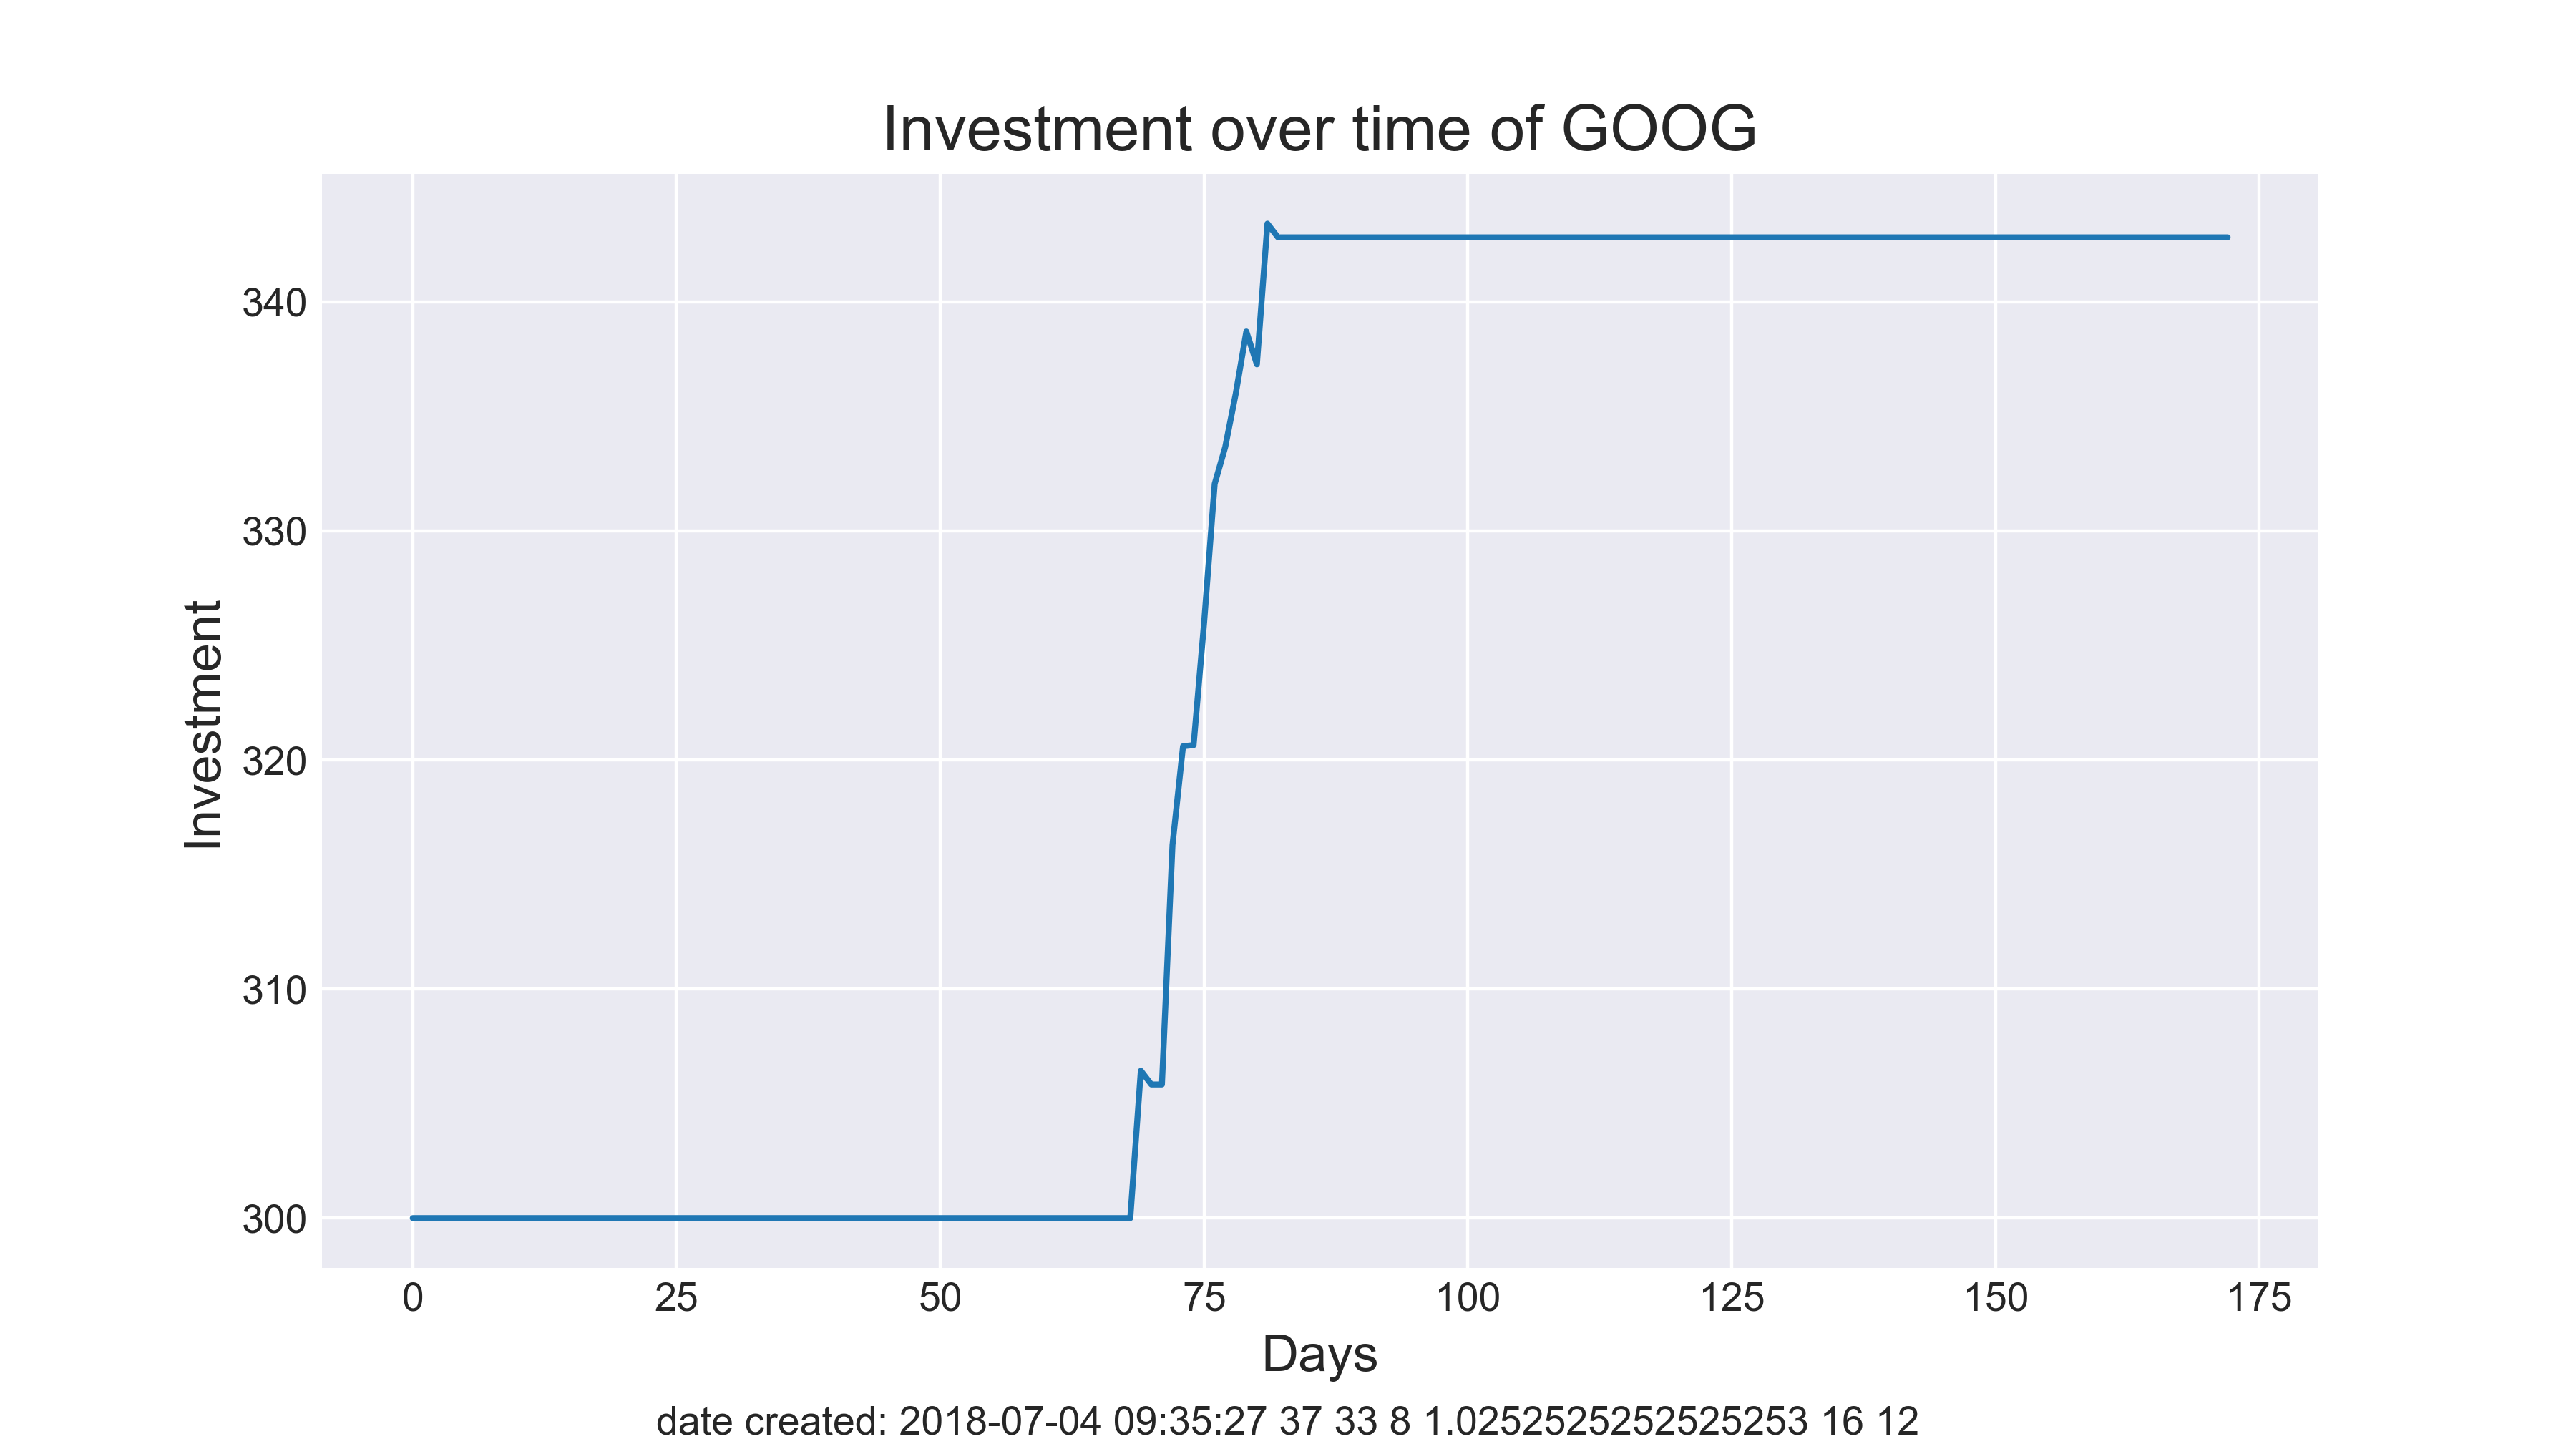 Investment over time of GOOG
Investment
340
330
320
310
300
0 25 50 75 100 125 150 175
Days
date created: 2018-07-04 09:35:27 37 33 8 1.0252525252525253 16 12